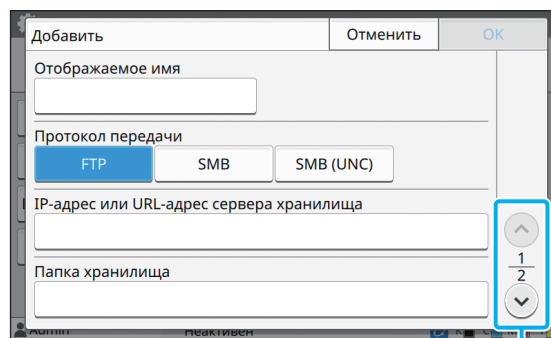 Добавить
Отменить
OK
Отображаемое имя
Протокол передачи
FTP
SMB
SMB (UNC)
IP-адрес или URL-адрес сервера хранилища
1
2
Папка хранилища
Admin
Неактивен